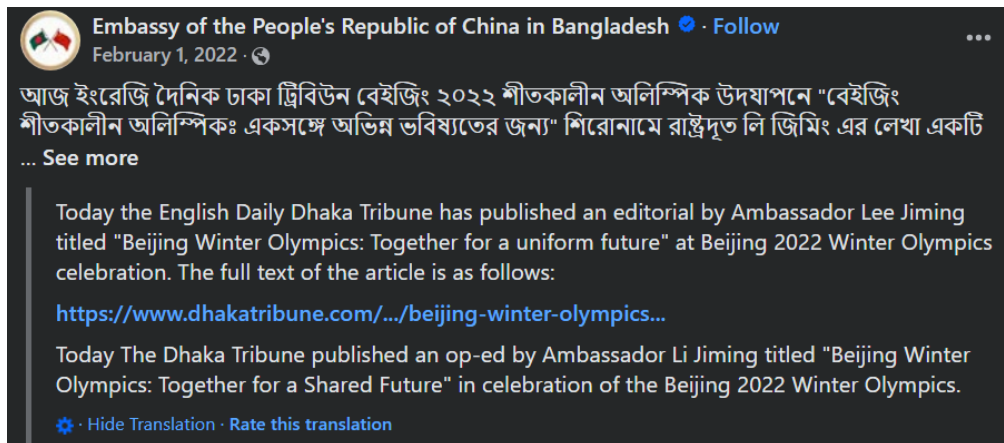 Embassy of the People's Republic of China in Bangladesh · Follow
February 1, 2022 ·
আজ ইংরেজি দৈনিক ঢাকা ট্রিবিউন বেইজিং ২০২২ শীতকালীন অলিম্পিক উদযাপনে "বেইজিং
শীতকালীন অলিম্পিকঃ একসঙ্গে অভিন্ন ভবিষ্যতের জন্য" শিরোনামে রাষ্ট্রদূত লি জিমিং এর লেখা একটি
... See more
Today the English Daily Dhaka Tribune has published an editorial by Ambassador Lee Jiming
titled "Beijing Winter Olympics: Together for a uniform future" at Beijing 2022 Winter Olympics
celebration. The full text of the article is as follows:
https://www.dhakatribune.com/.../beijing-winter-olympics...
Today The Dhaka Tribune published an op-ed by Ambassador Li Jiming titled "Beijing Winter
Olympics: Together for a Shared Future" in celebration of the Beijing 2022 Winter Olympics.
· Hide Translation · Rate this translation